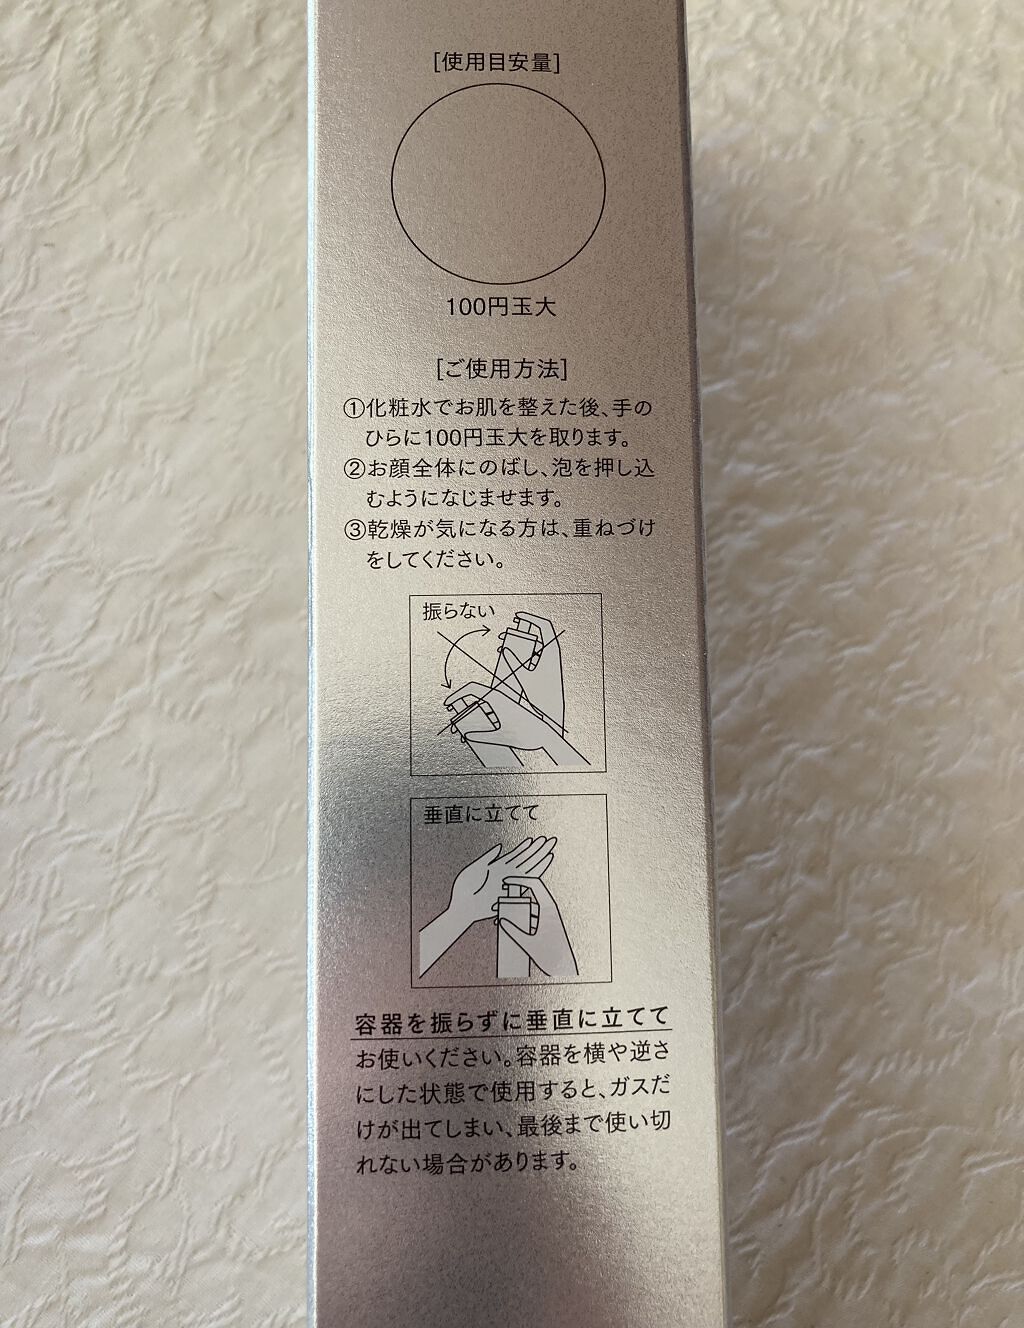 [使用目安量]
100円玉大
[ご使用方法]
①化粧水でお肌を整えた後、手の
ひらに100円玉大を取ります。
②お顔全体にのばし、泡を押し込
むようになじませます。
③乾燥が気になる方は、重ねづけ
をしてください。
振らない
垂直に立てて
容器を振らずに垂直に立てて
お使いください。容器を横や逆さ
にした状態で使用すると、ガスだ
けが出てしまい、最後まで使い切
れない場合があります。